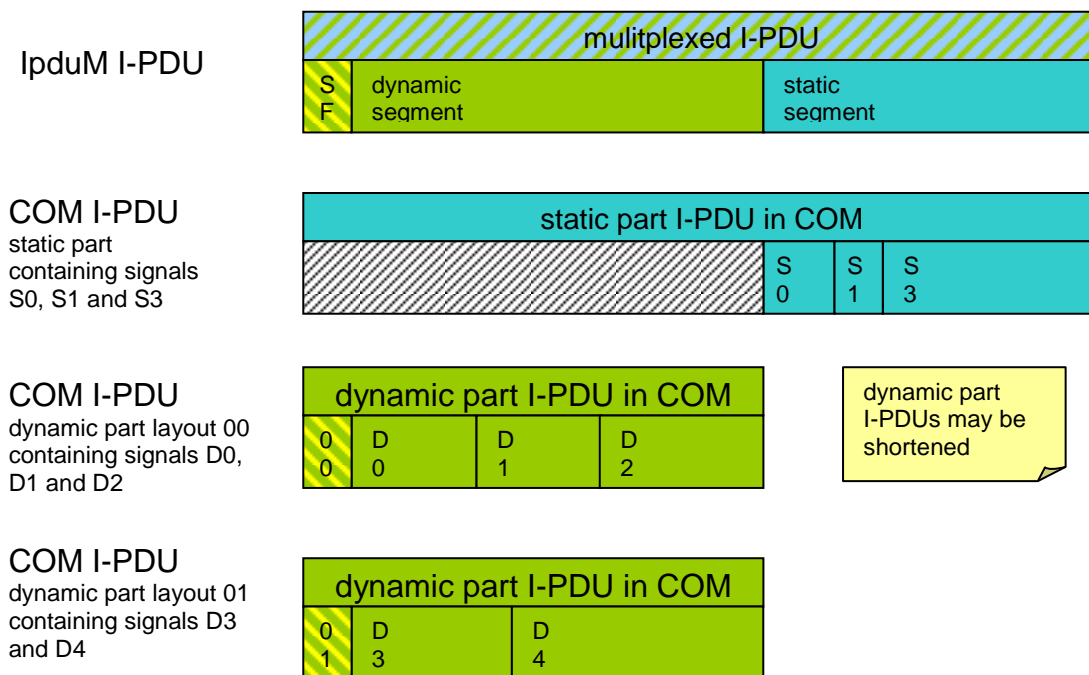 IpduM I-PDU
mulitplexed I-PDU
S
F
dynamic
segment
static
segment
COM I-PDU
static part
containing signals
S0, S1 and S3
static part I-PDU in COM
S
0
S
1
S
3
COM I-PDU
dynamic part layout 00
containing signals D0,
D1 and D2
dynamic part I-PDU in COM
0
0
D
0
D
1
D
2
dynamic part
I-PDUs may be
shortened
COM I-PDU
dynamic part layout 01
containing signals D3
and D4
dynamic part I-PDU in COM
0
1
D
3
D
4